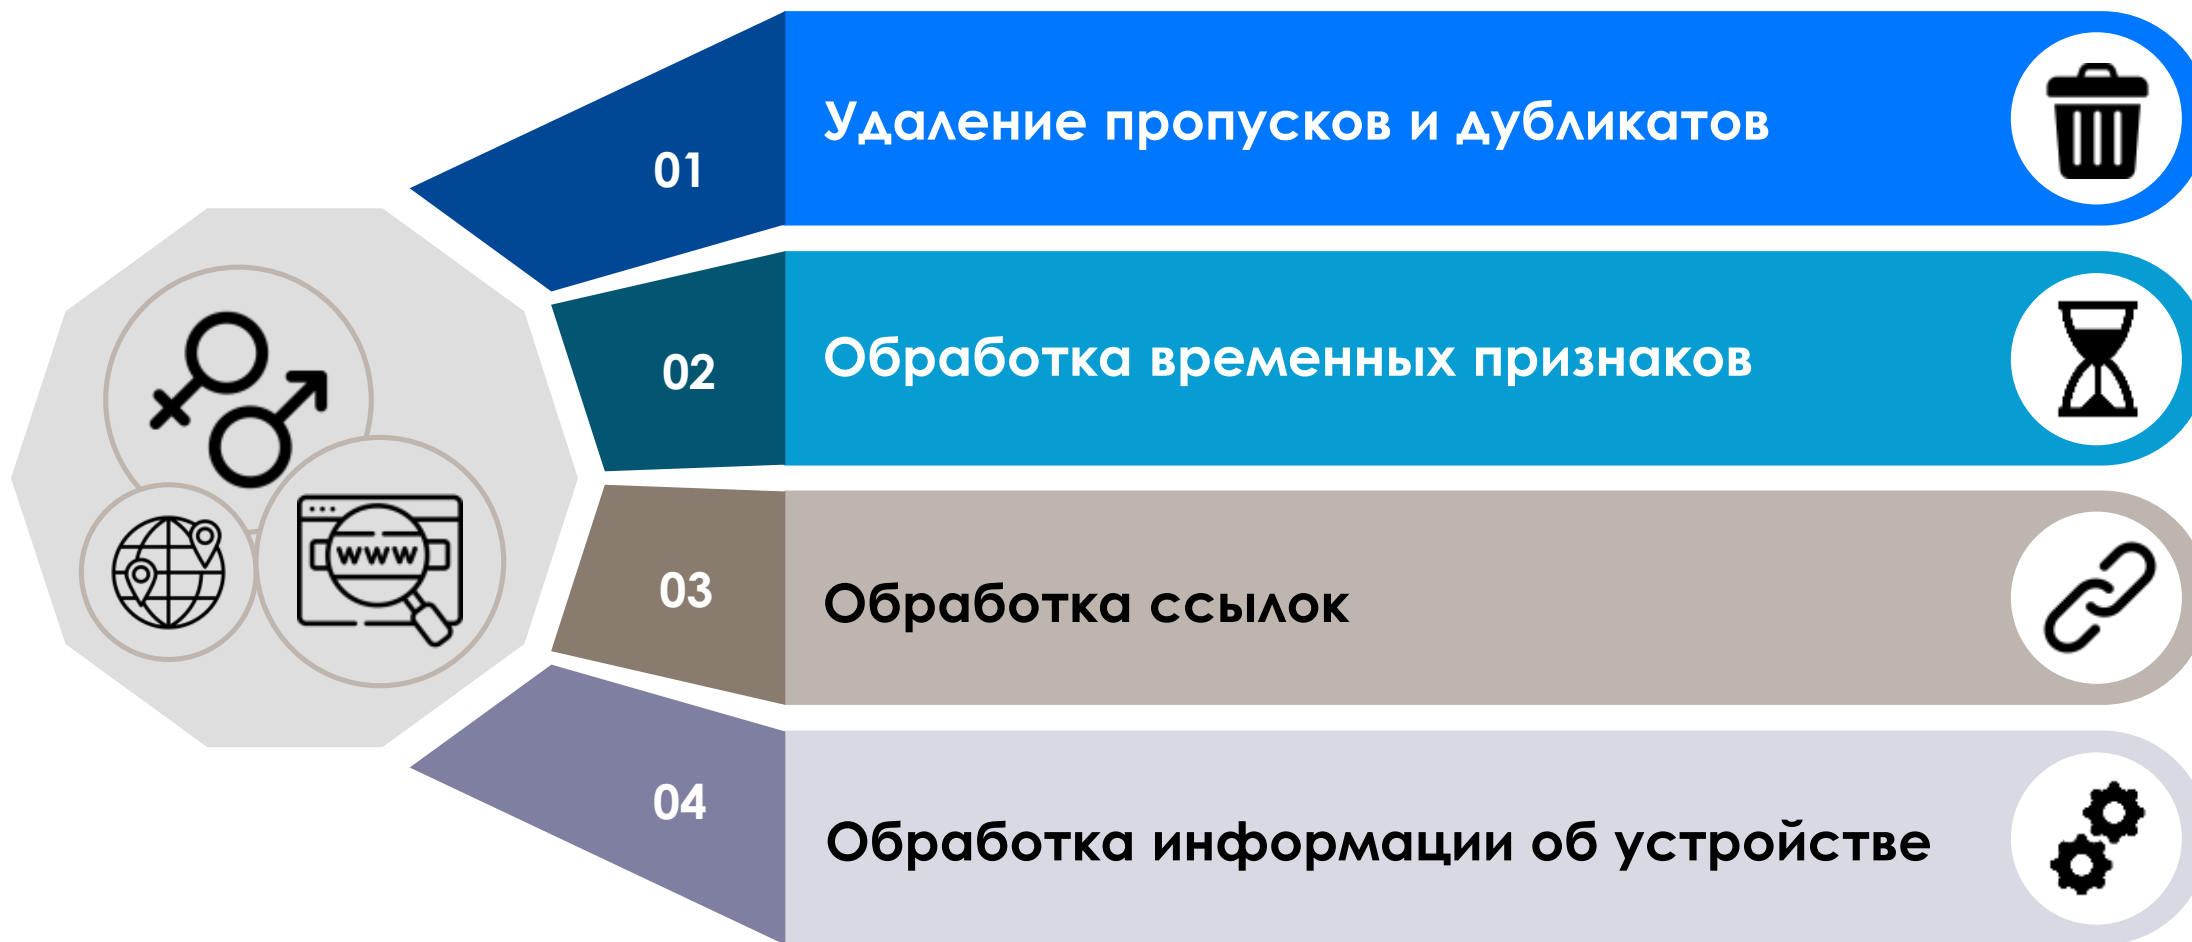 01
Удаление пропусков и дубликатов
02
Обработка временных признаков
www
03
Обработка ссылок
04
Обработка информации об устройстве